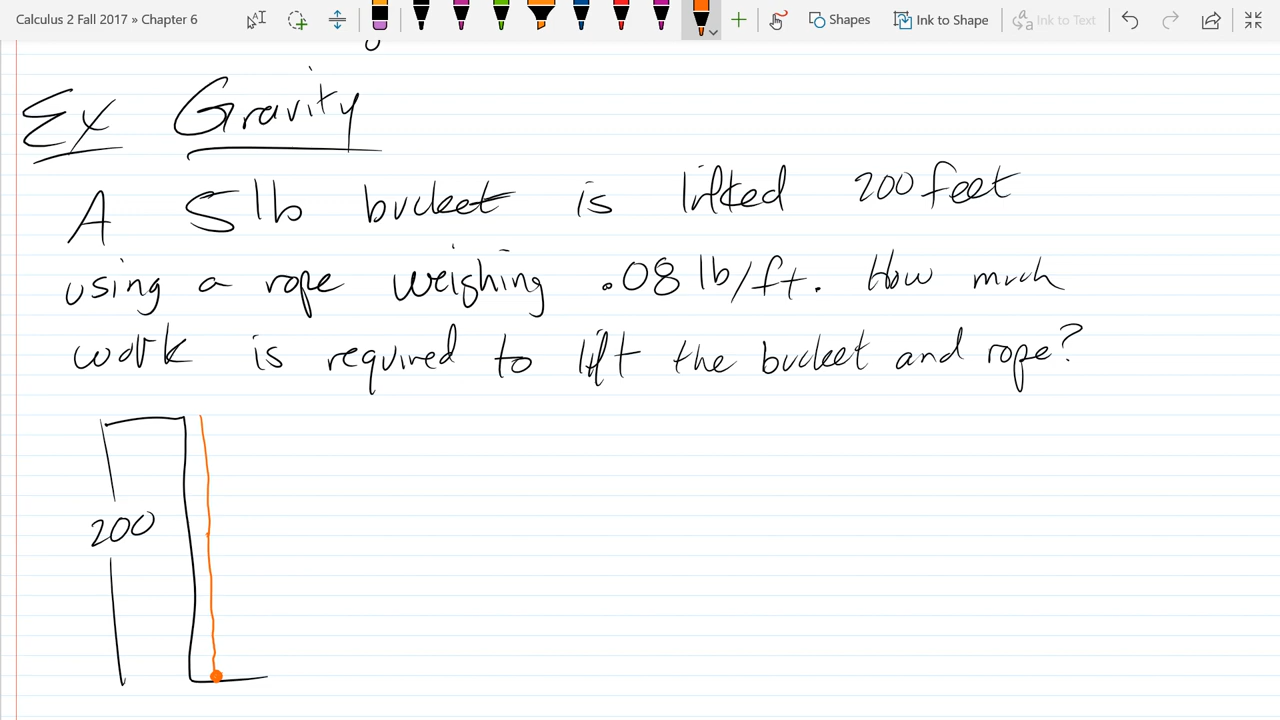 Calculus 2 Fall 2017 » Chapter 6
Shapes
Ink to Shape
Ink to Text
Ex Gravity
A 5lb bucket is lifted 200 feet
using a rope weighing .08 lb/ft. How much
work is required to lift the bucket and rope?
200